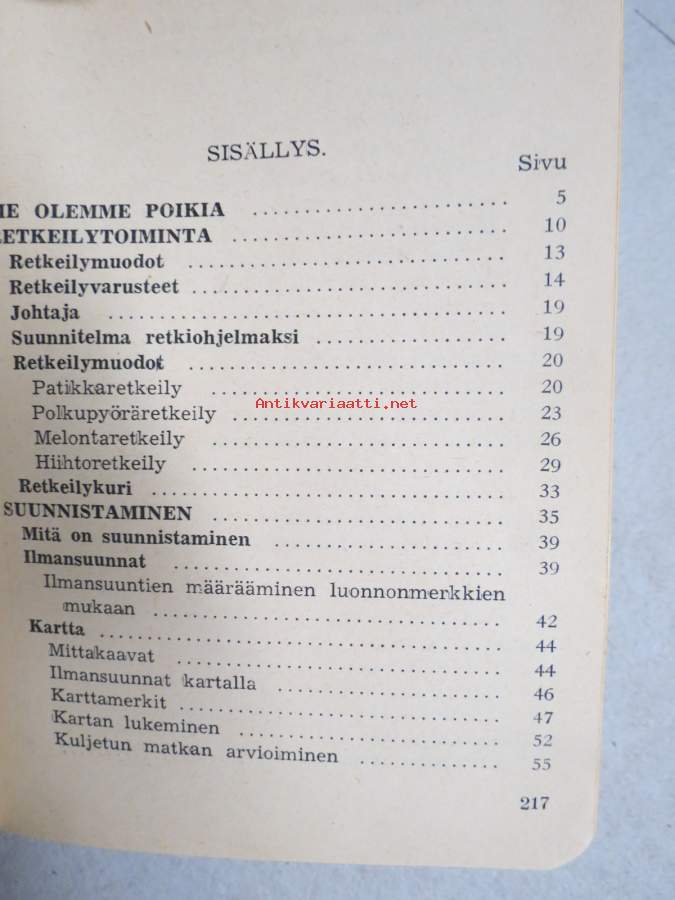 SISÄLLYS.
Sivu
ME OLEMME POIKIA 5
RETKEILYTOIMINTA 10
Retkeilymuodot 13
Retkeilyvarusteet 14
Johtaja 19
Suunnitelma retkiohjelmaksi 19
Retkeilymuodot 20
Patikkaretkeily 20
Antikvariaatti.net
Polkupyöräretkeily 23
Melontaretkeily 26
Hiihtoretkeily 29
Retkeilykuri 33
SUUNNISTAMINEN 35
Mitä on suunnistaminen 39
Ilmansuunnat 39
Ilmansuuntien määrääminen luonnonmerkkien
mukaan 42
Kartta 44
Mittakaavat 44
Ilmansuunnat kartalla 46
Karttamerkit 47
Kartan lukeminen 52
Kuljetun matkan arvioiminen 55
217